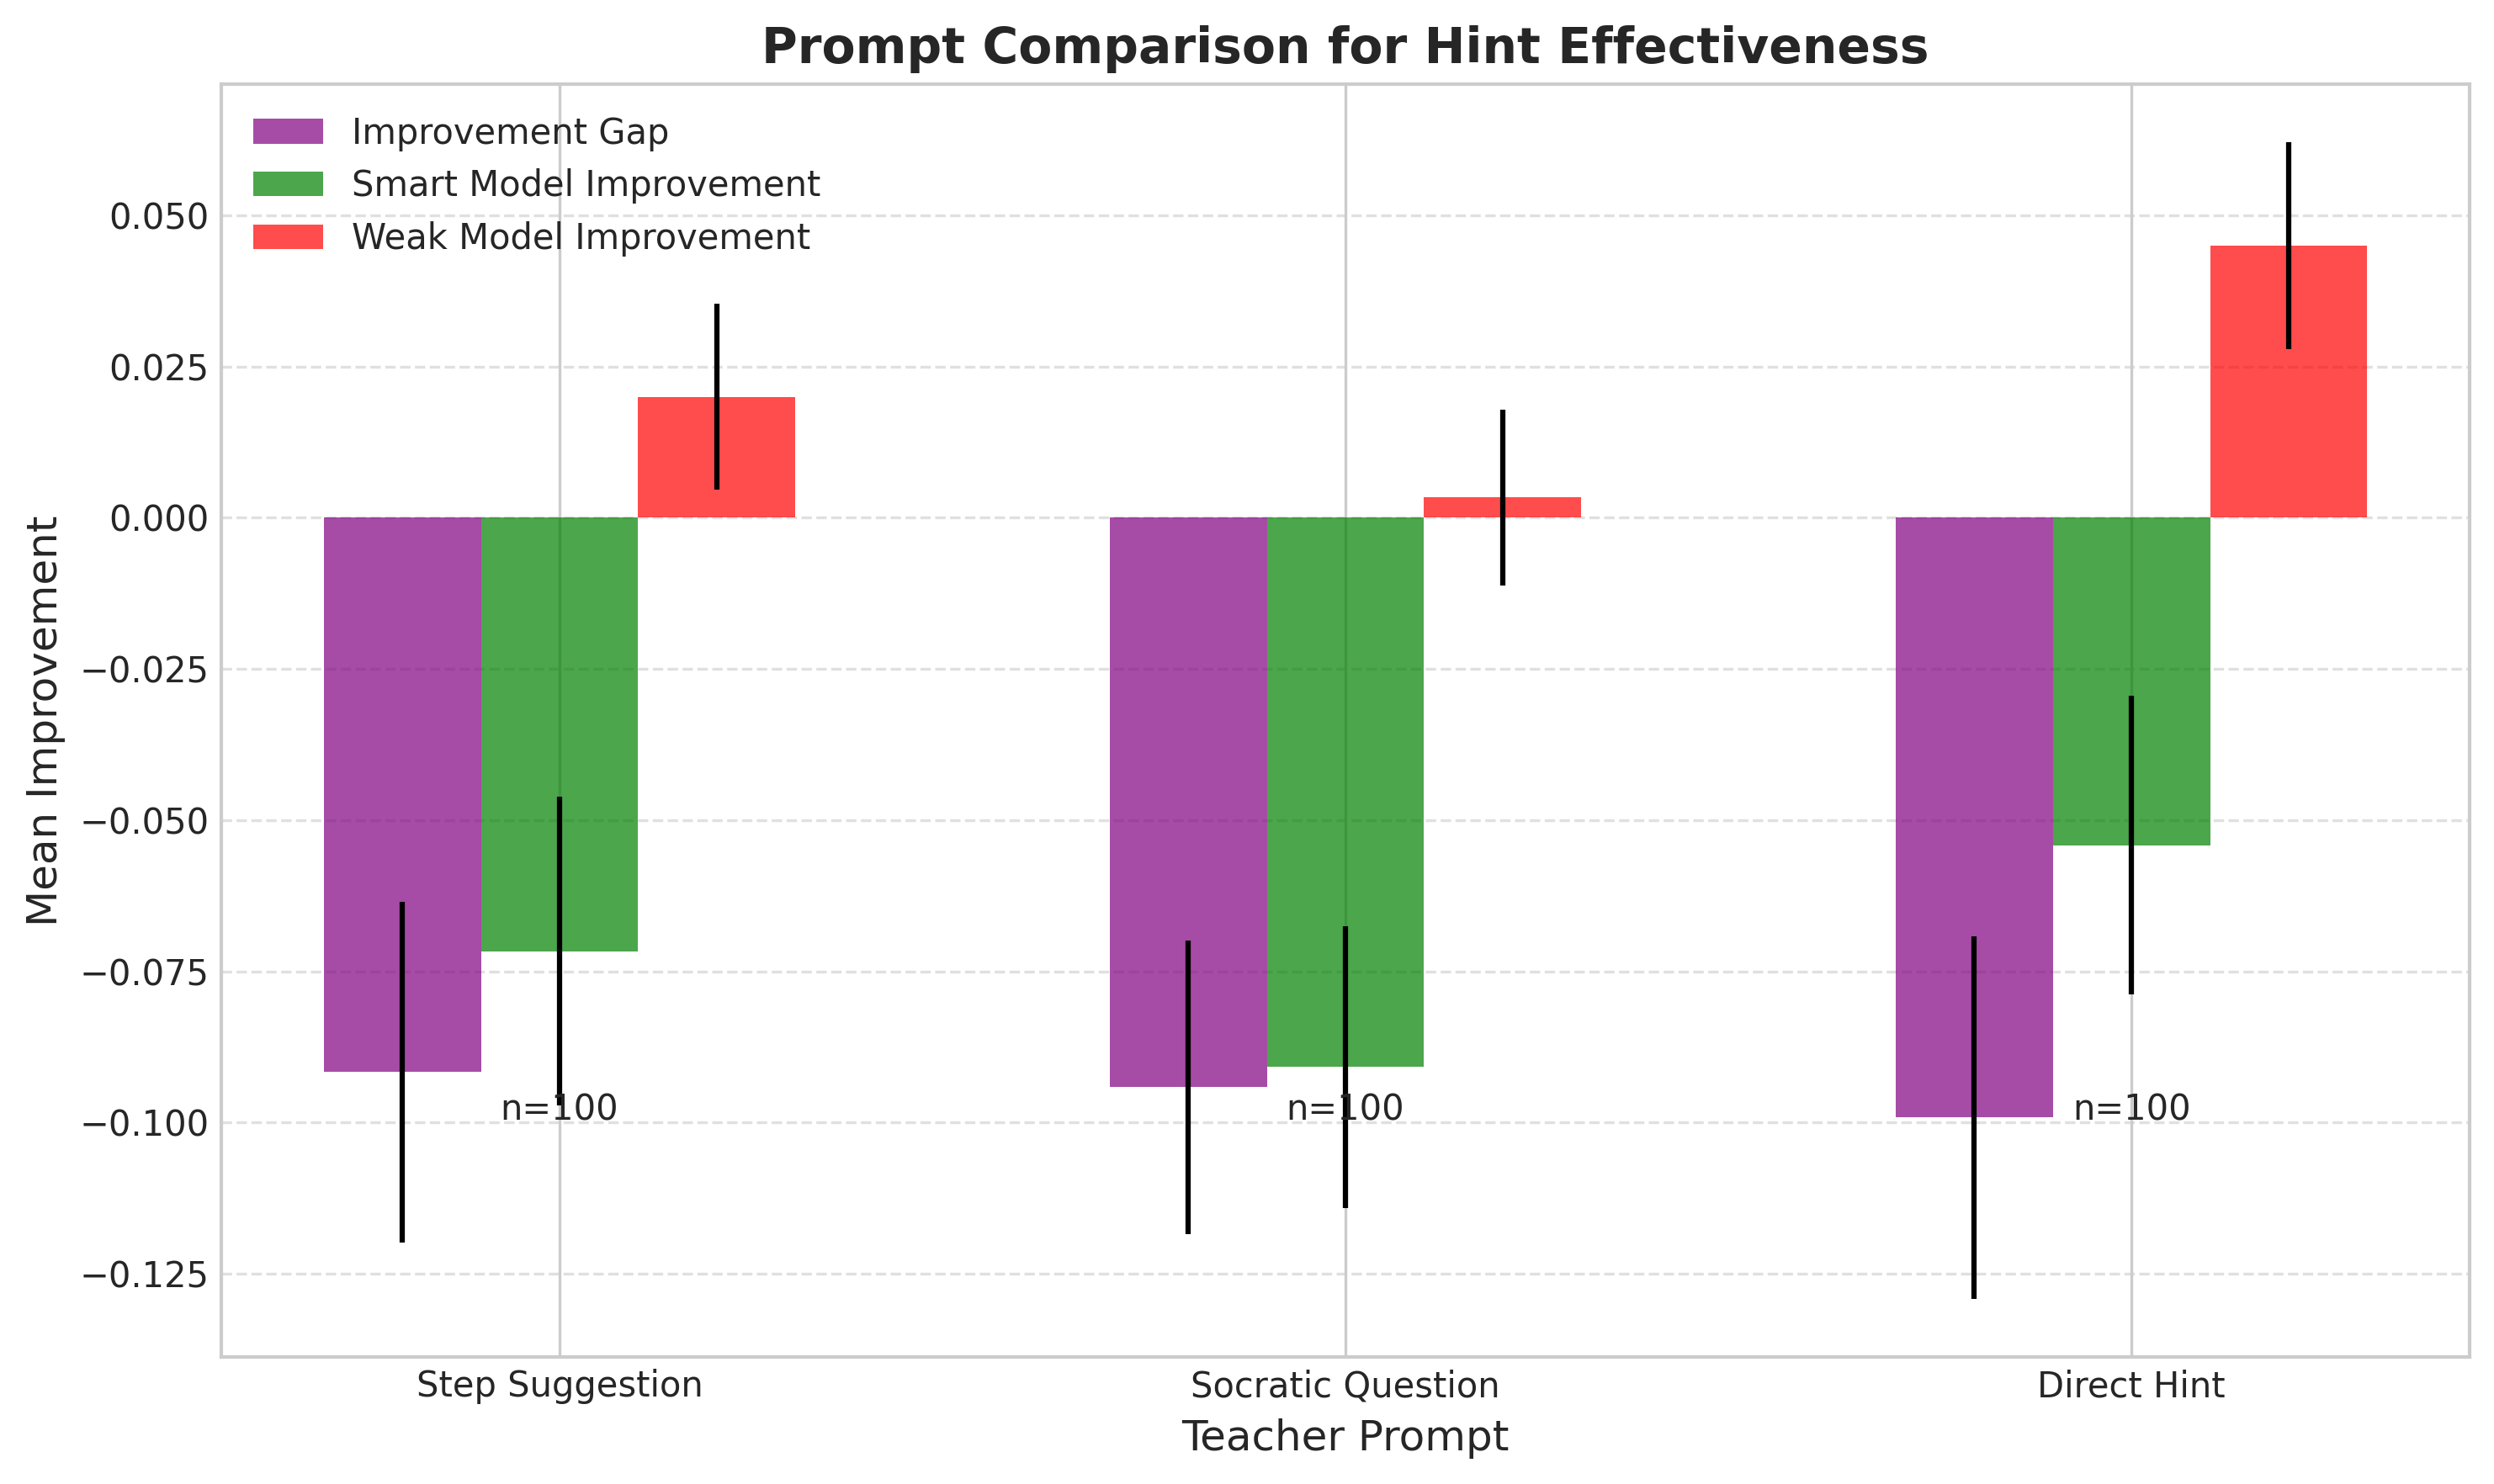 Prompt Comparison for Hint Effectiveness
Improvement Gap
Smart Model Improvement
Weak Model Improvement
Mean Improvement
0.050
0.025
0.000
−0.025
−0.050
−0.075
−0.100
−0.125
n=100
n=100
n=100
Step Suggestion
Socratic Question
Direct Hint
Teacher Prompt